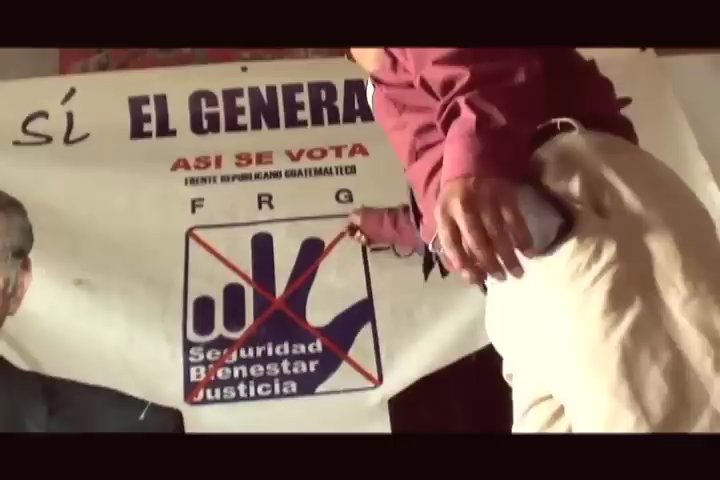 SÍ EL GENERA
ASI SE VOTA
FRENTE REPUBLICANO GUATEMALTECO
F R G
Seguridad
Bienestar
Justicia